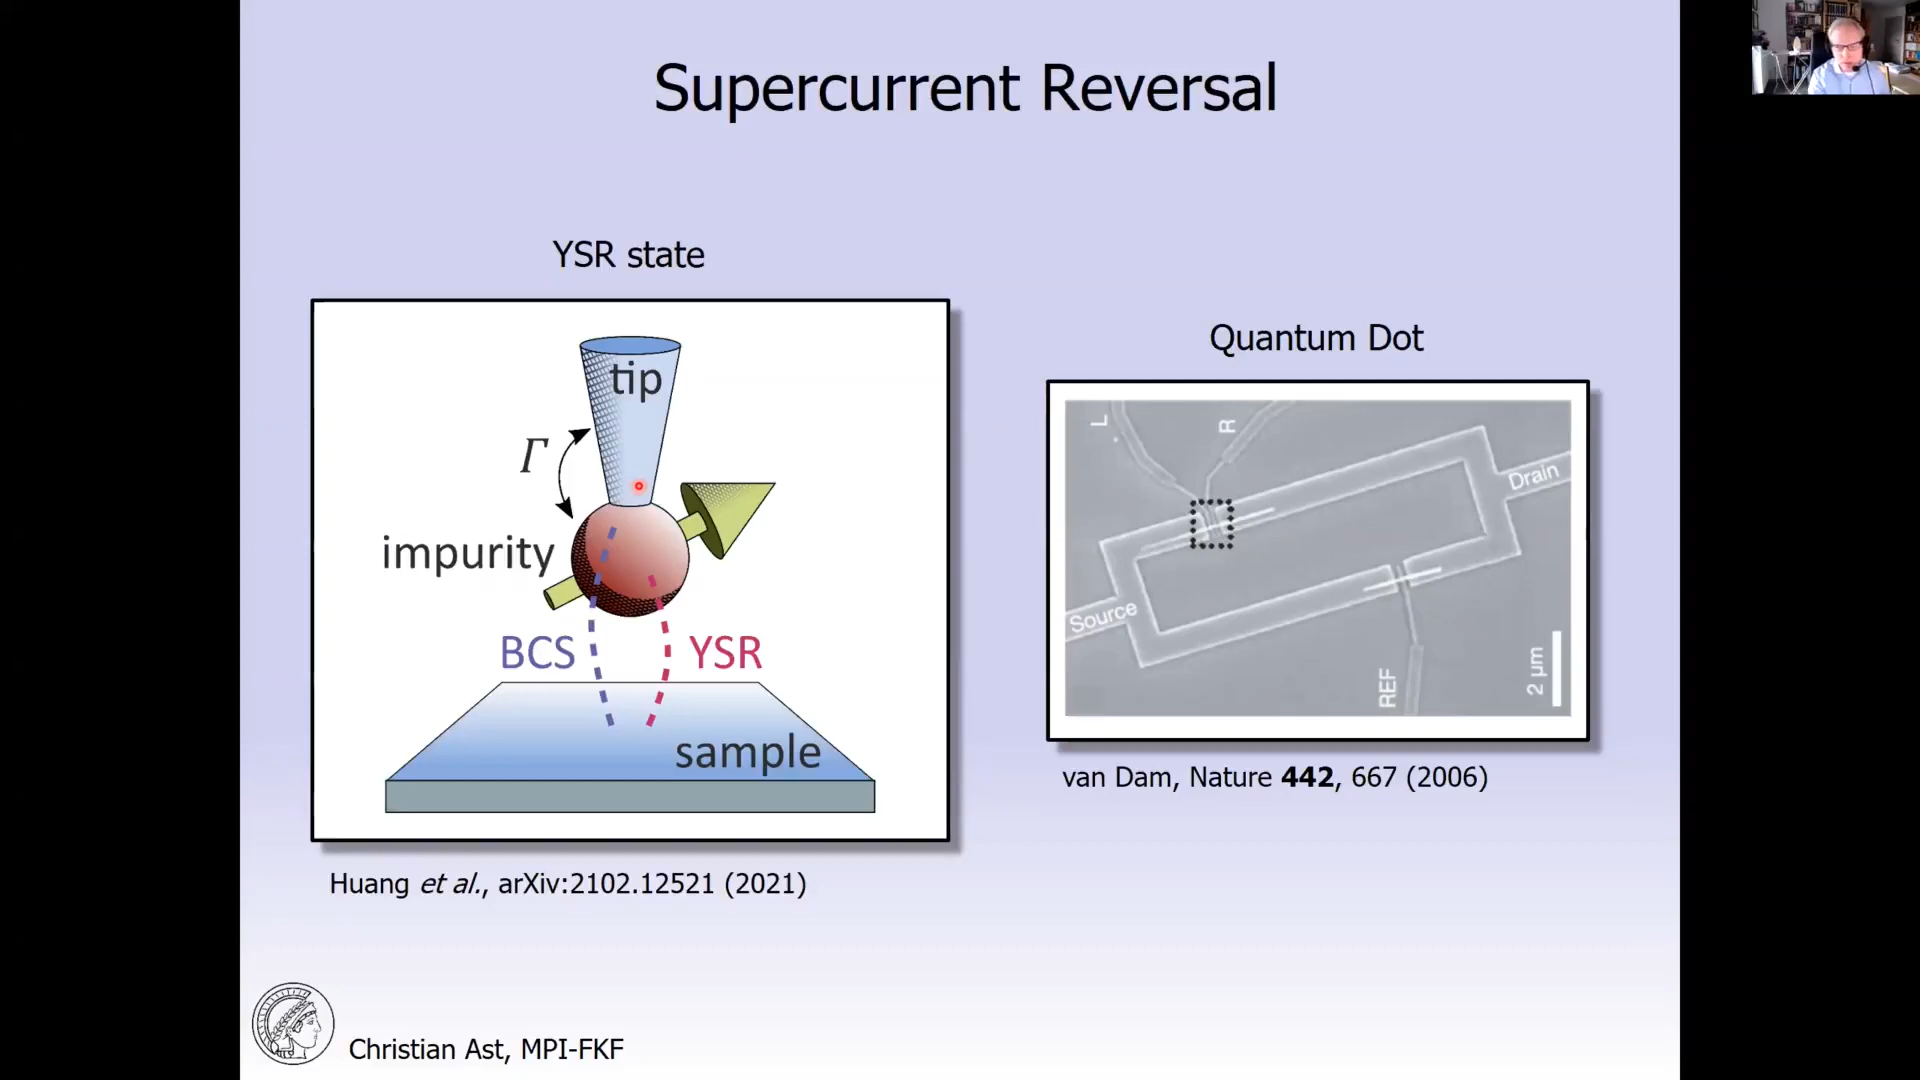 Supercurrent Reversal
YSR state
tip
Γ
impurity
BCS
YSR
sample
Huang et al., arXiv:2102.12521 (2021)
Quantum Dot
L
R
Drain
Source
REF
2 μm
van Dam, Nature 442, 667 (2006)
Christian Ast, MPI-FKF